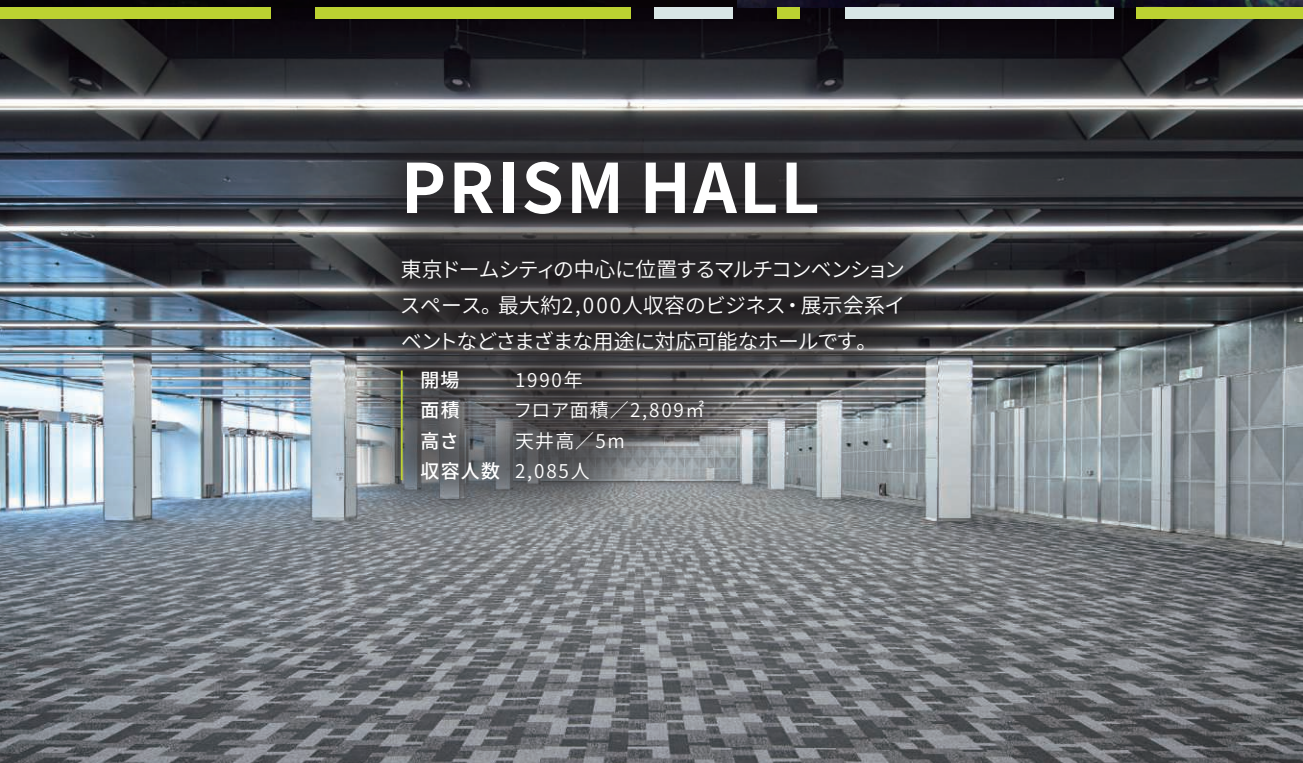 PRISM HALL
東京ドームシティの中心に位置するマルチコンベンション
スペース。最大約2,000人収容のビジネス・展示会系イ
ベントなどさまざまな用途に対応可能なホールです。
開場 1990年
面積 フロア面積／2,809㎡
高さ 天井高／5m
収容人数 2,085人